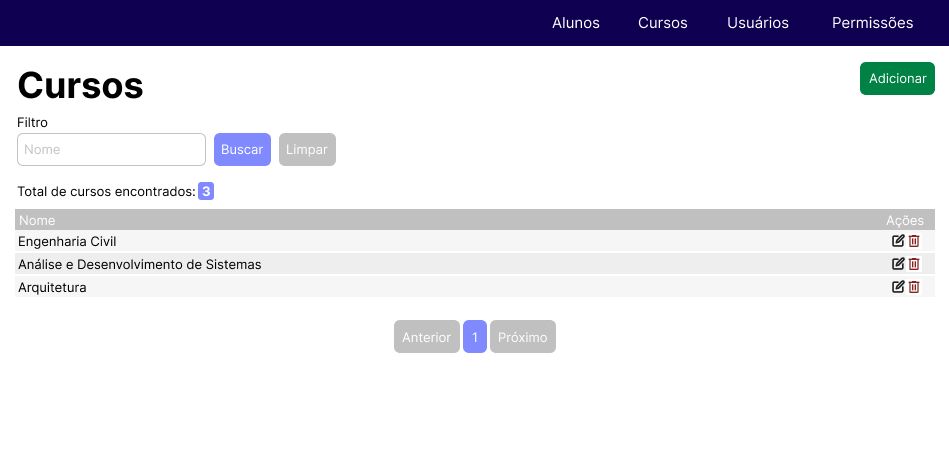 Alunos Cursos Usuários Permissões
Cursos
Adicionar
Filtro
Nome Buscar Limpar
Total de cursos encontrados: 3
Nome Ações
Engenharia Civil
Análise e Desenvolvimento de Sistemas
Arquitetura
Anterior 1 Próximo